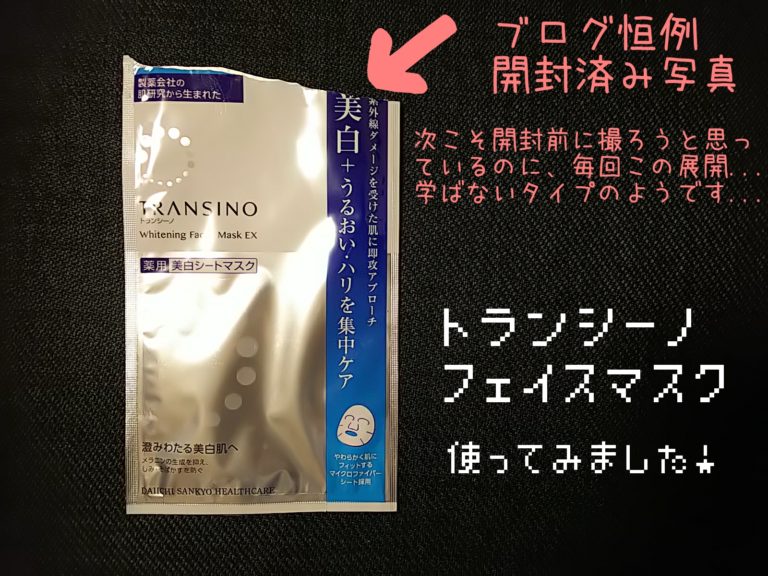 ブログ恒例
開封済み写真
次こそ開封前に撮ろうと思っ
ているのに、毎回この展開...
学ばないタイプのようです...
トランシーノ
フェイスマスク
使ってみました↓
製薬会社の
肌研究から生まれた
TRANSINO
トランシーノ
Whitening Facial Mask EX
薬用 美白シートマスク
澄みわたる美白肌へ
メラニンの生成を抑え、
しみ・そばかすを防ぐ
DAIICHI SANKYO HEALTHCARE
紫外線ダメージを受けた肌に即攻アプローチ
美白+うるおい・ハリを集中ケア
やわらかく肌に
フィットする
マイクロファイバー
シート採用